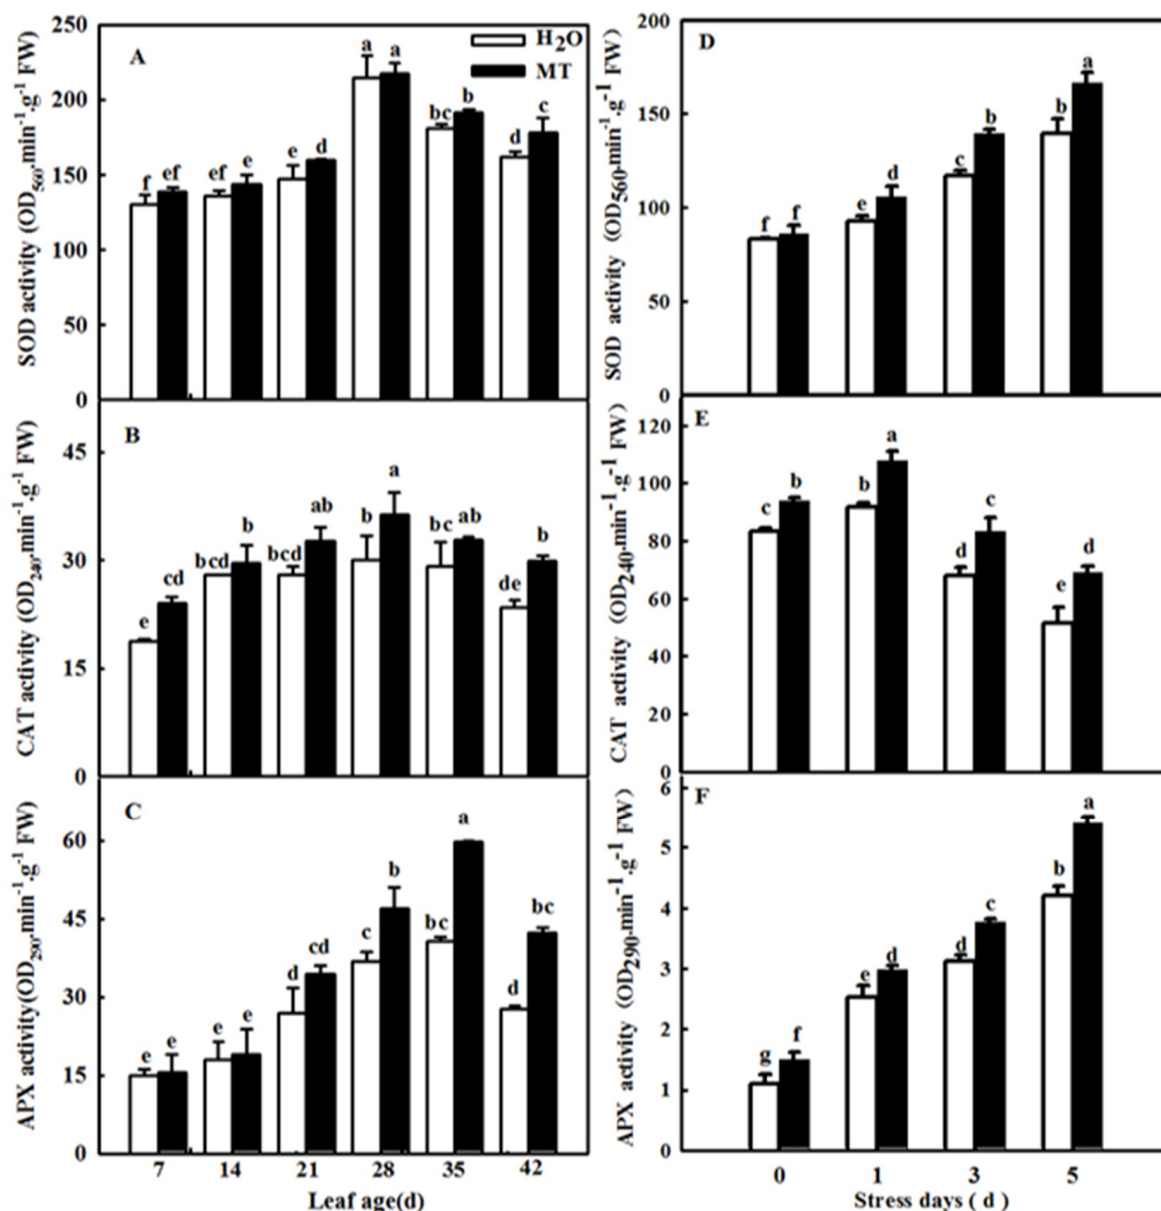 A
H2O
MT
SOD activity (OD560.min-1.g-1 FW)
250
200
150
100
50
0
f ef ef e e d a a bc b d c
D
SOD activity (OD560.min-1.g-1 FW)
200
150
100
50
0
f f e d c b b a
B
CAT activity (OD240.min-1.g-1 FW)
45
30
15
0
e cd bcd b bcd ab b a bc ab de b
E
CAT activity (OD240.min-1.g-1 FW)
120
100
80
60
40
20
0
c b b a d c e d
C
APX activity(OD290.min-1.g-1 FW)
60
45
30
15
0
e e e e d cd c b bc a d bc
7 14 21 28 35 42
Leaf age(d)
F
APX activity (OD290.min-1.g-1 FW)
6
5
4
3
2
1
0
g f e d d c b a
0 1 3 5
Stress days ( d )